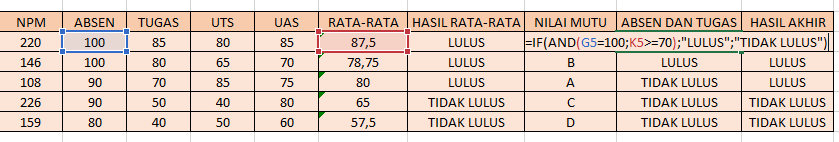 NPM ABSEN TUGAS UTS UAS RATA-RATA HASIL RATA-RATA NILAI MUTU ABSEN DAN TUGAS HASIL AKHIR
220 100 85 80 85 87,5 LULUS =IF(AND(G5=100;K5>=70);"LULUS";"TIDAK LULUS")
146 100 80 65 70 78,75 LULUS B LULUS LULUS
108 90 70 85 75 80 LULUS A TIDAK LULUS LULUS
226 90 50 40 80 65 TIDAK LULUS C TIDAK LULUS TIDAK LULUS
159 80 40 50 60 57,5 TIDAK LULUS D TIDAK LULUS TIDAK LULUS